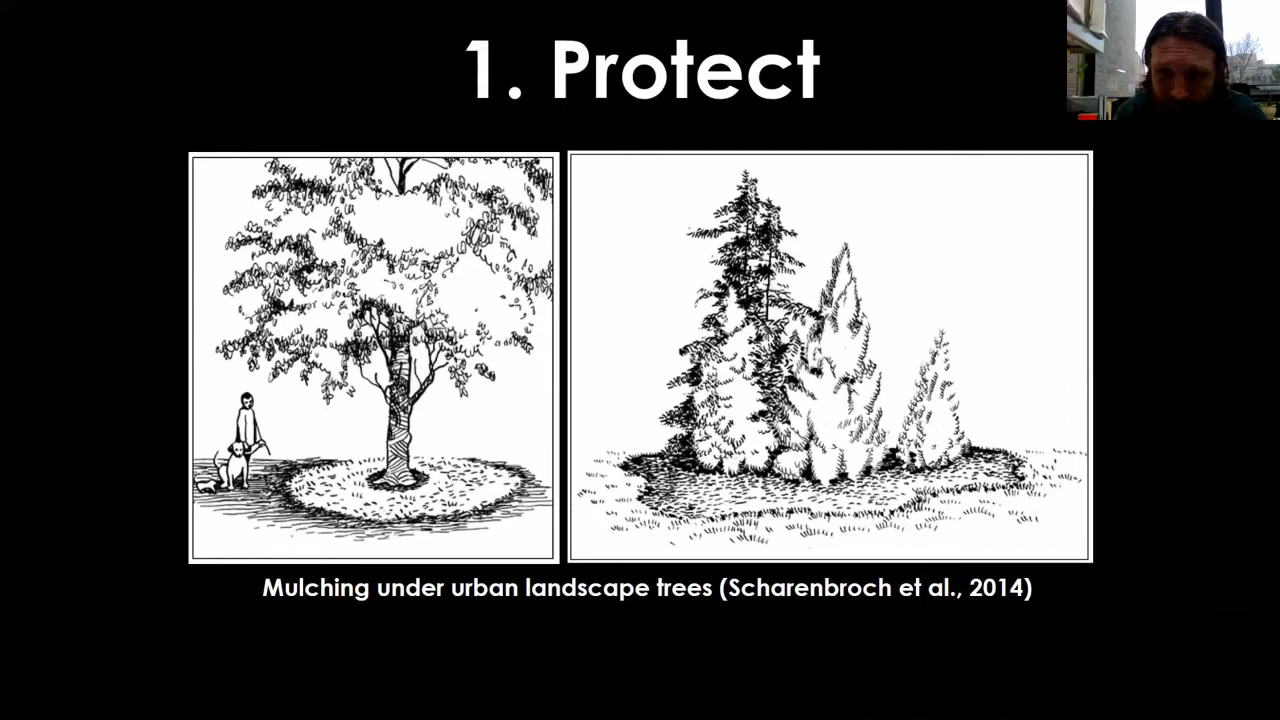 1. Protect
Mulching under urban landscape trees (Scharenbroch et al., 2014)